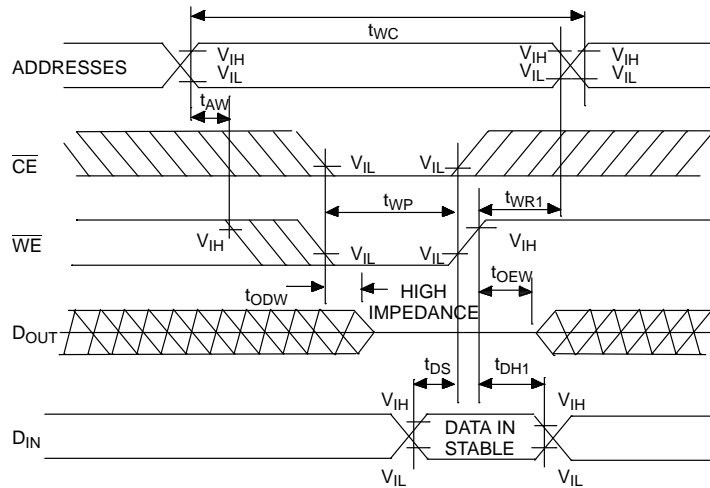 tWC
ADDRESSES
VIH
VIL
VIH
VIL
VIH
VIL
tAW
CE
VIL
VIL
tWP
tWR1
WE
VIH
VIL
VIL
VIH
tODW
HIGH
IMPEDANCE
tOEW
DOUT
tDS
tDH1
VIH
VIH
DIN
DATA IN
STABLE
VIL
VIL